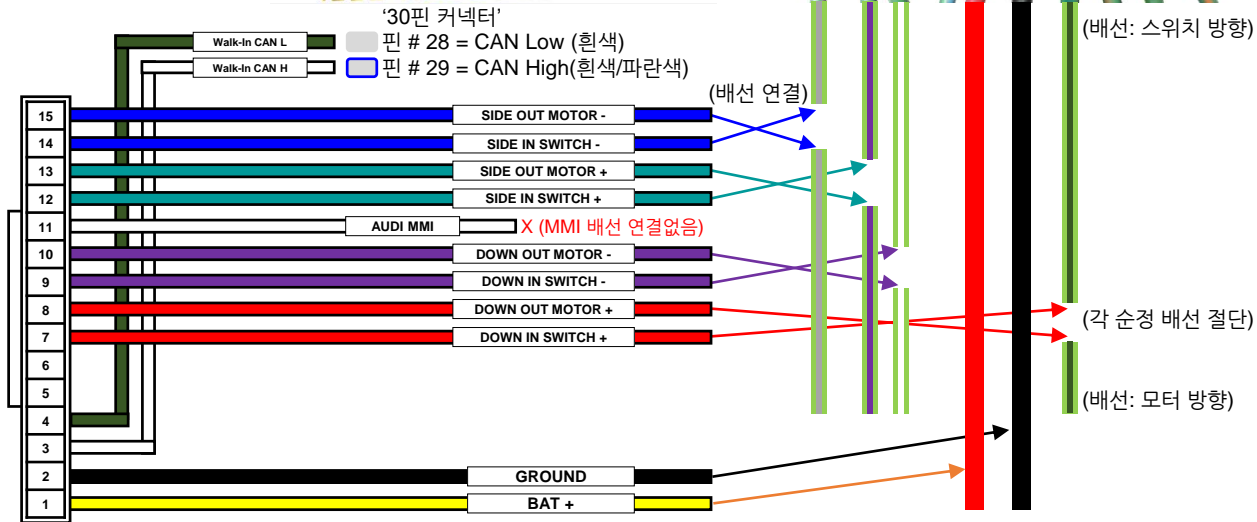 ‘30핀 커넥터’
(배선: 스위치 방향)
Walk-In CAN L
핀 # 28 = CAN Low (흰색)
Walk-In CAN H
핀 # 29 = CAN High(흰색/파란색)
(배선 연결)
15 SIDE OUT MOTOR -
14 SIDE IN SWITCH -
13 SIDE OUT MOTOR +
12 SIDE IN SWITCH +
11 AUDI MMI X (MMI 배선 연결없음)
10 DOWN OUT MOTOR -
9 DOWN IN SWITCH -
8 DOWN OUT MOTOR +
(각 순정 배선 절단)
7 DOWN IN SWITCH +
6
5
(배선: 모터 방향)
4
3
2 GROUND
1 BAT +